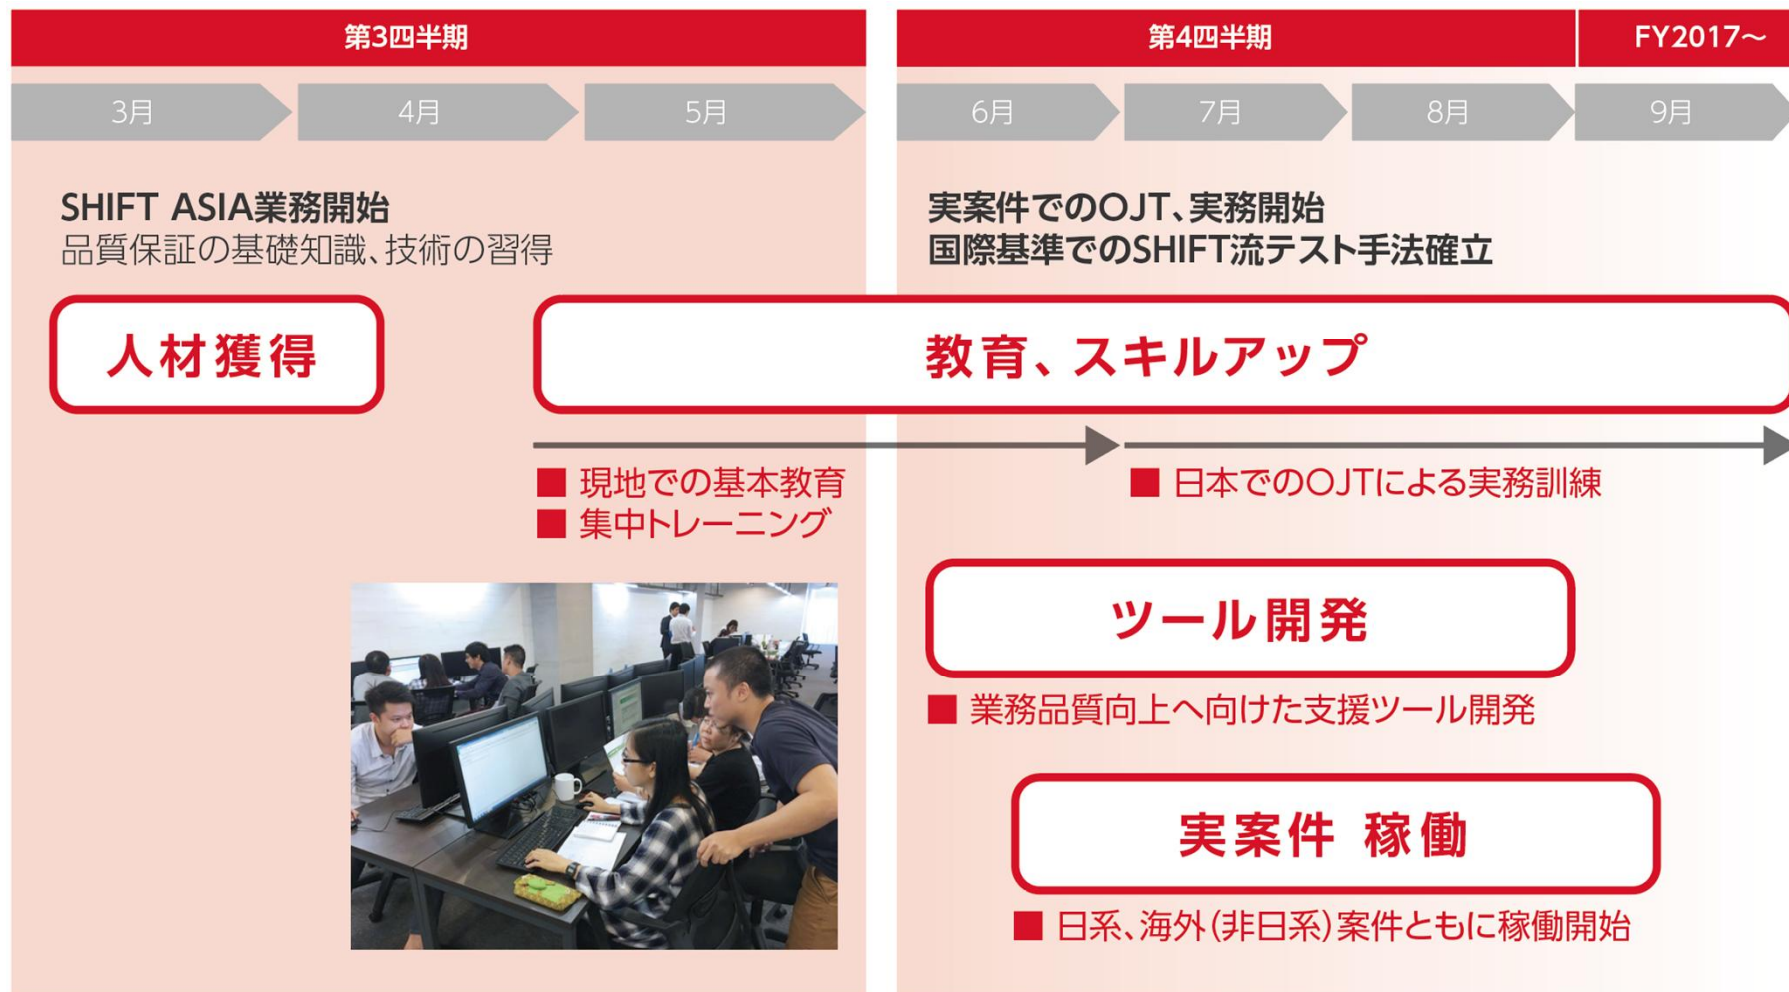 第3四半期
第4四半期
FY2017～
3月
4月
5月
6月
7月
8月
9月
SHIFT ASIA業務開始
品質保証の基礎知識、技術の習得
実案件でのOJT、実務開始
国際基準でのSHIFT流テスト手法確立
人材獲得
教育、スキルアップ
■ 現地での基本教育
■ 集中トレーニング
■ 日本でのOJTによる実務訓練
ツール開発
■ 業務品質向上へ向けた支援ツール開発
実案件 稼働
■ 日系、海外(非日系)案件ともに稼働開始